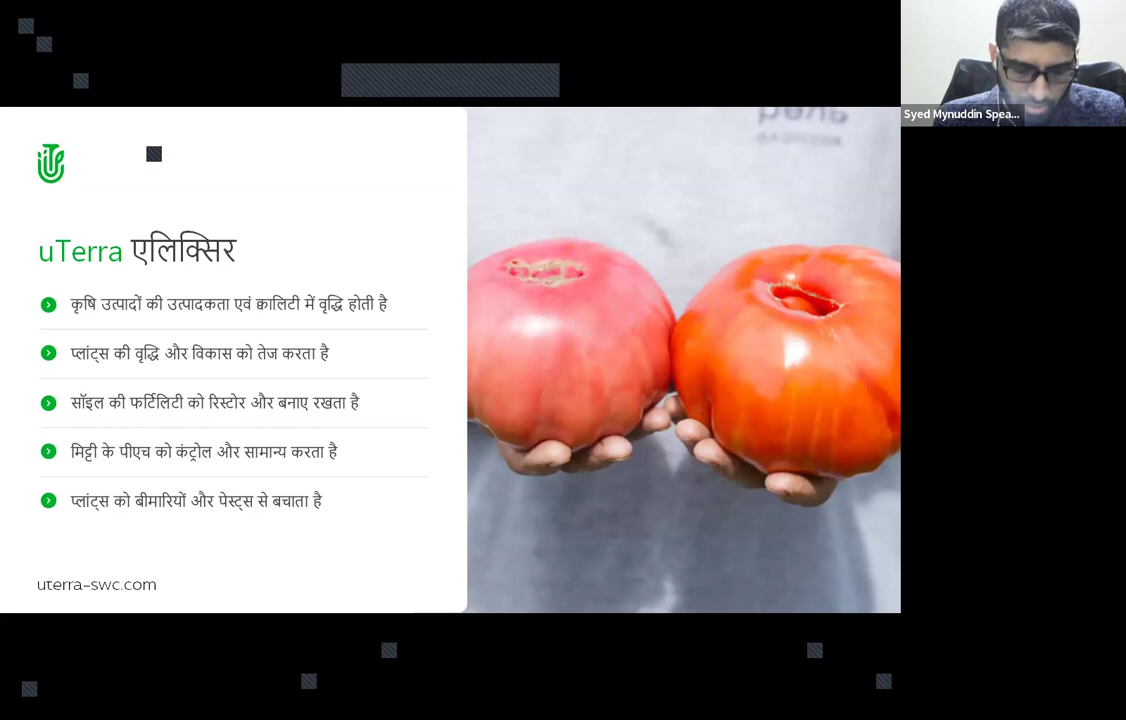 Syed Mynuddin Spea...
uTerra एलिक्सिर
कृषि उत्पादों की उत्पादकता एवं क्वालिटी में वृद्धि होती है
प्लांट्स की वृद्धि और विकास को तेज करता है
सॉइल की फर्टिलिटी को रिस्टोर और बनाए रखता है
मिट्टी के पीएच को कंट्रोल और सामान्य करता है
प्लांट्स को बीमारियों और पेस्ट्स से बचाता है
uterra-swc.com